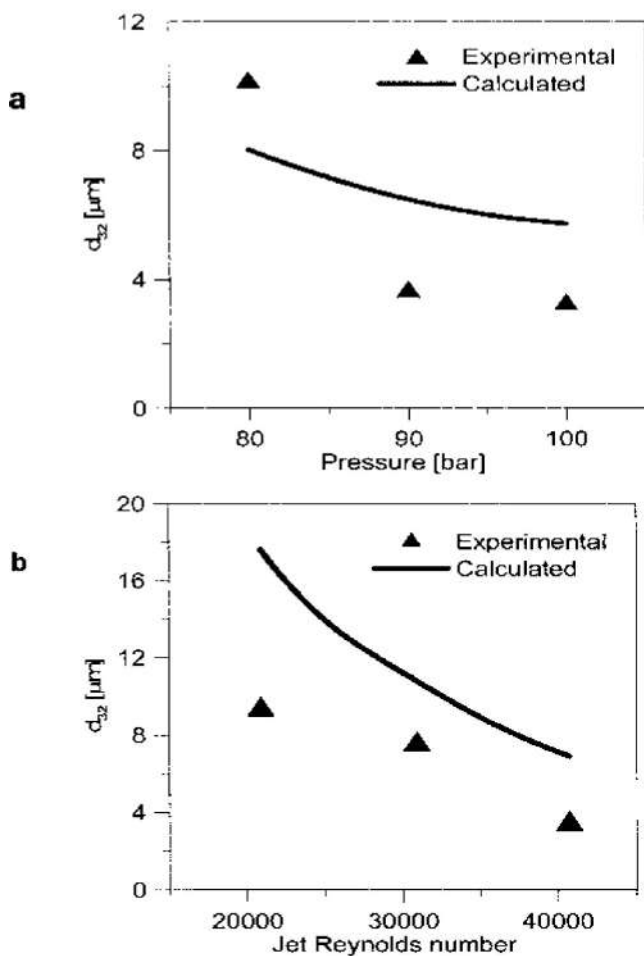 a
12
8
4
0
d₃₂ [μm]
Experimental
Calculated
80
90
100
Pressure [bar]
b
20
16
12
8
4
0
d₃₂ [μm]
Experimental
Calculated
20000
30000
40000
Jet Reynolds number